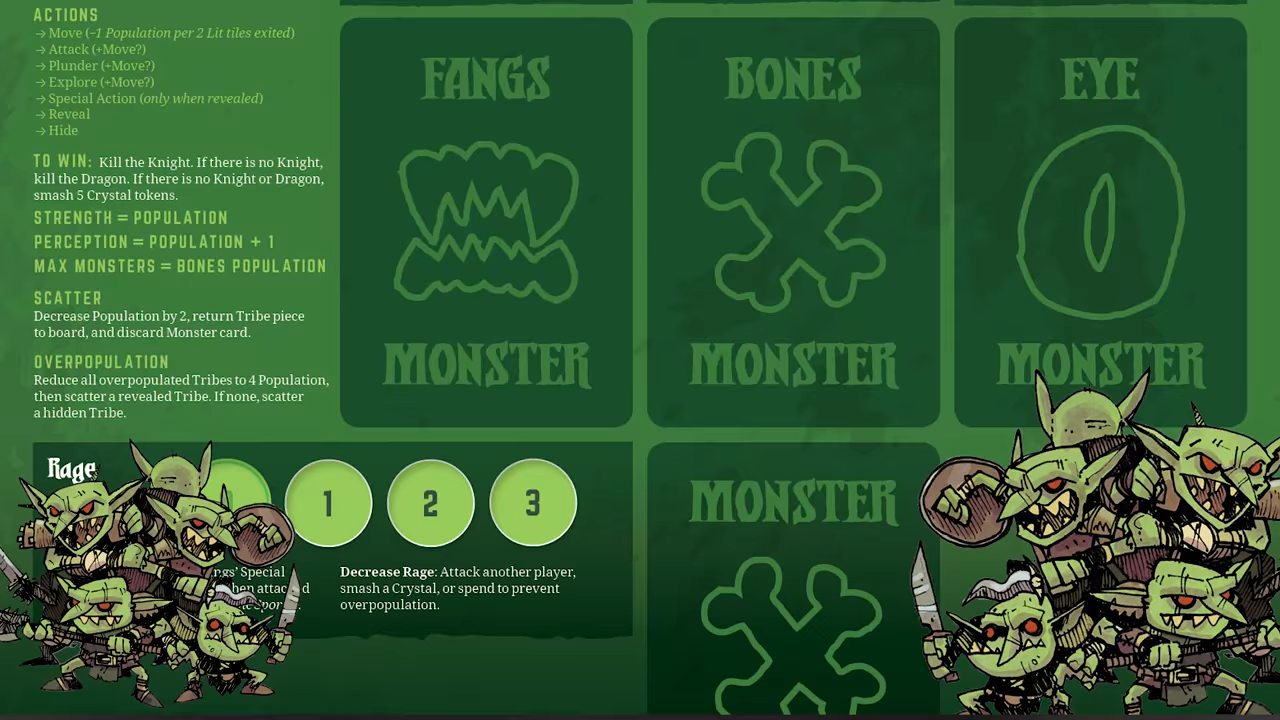 ACTIONS
→ Move (−1 Population per 2 Lit tiles exited)
→ Attack (+Move?)
→ Plunder (+Move?)
→ Explore (+Move?)
→ Special Action (only when revealed)
→ Reveal
→ Hide
TO WIN: Kill the Knight. If there is no Knight,
kill the Dragon. If there is no Knight or Dragon,
smash 5 Crystal tokens.
STRENGTH = POPULATION
PERCEPTION = POPULATION + 1
MAX MONSTERS = BONES POPULATION
SCATTER
Decrease Population by 2, return Tribe piece
to board, and discard Monster card.
OVERPOPULATION
Reduce all overpopulated Tribes to 4 Population,
then scatter a revealed Tribe. If none, scatter
a hidden Tribe.
FANGS
MONSTER
BONES
MONSTER
EYE
MONSTER
Rage
1
2
3
Special
Decrease Rage: Attack another player,
smash a Crystal, or spend to prevent
overpopulation.
MONSTER